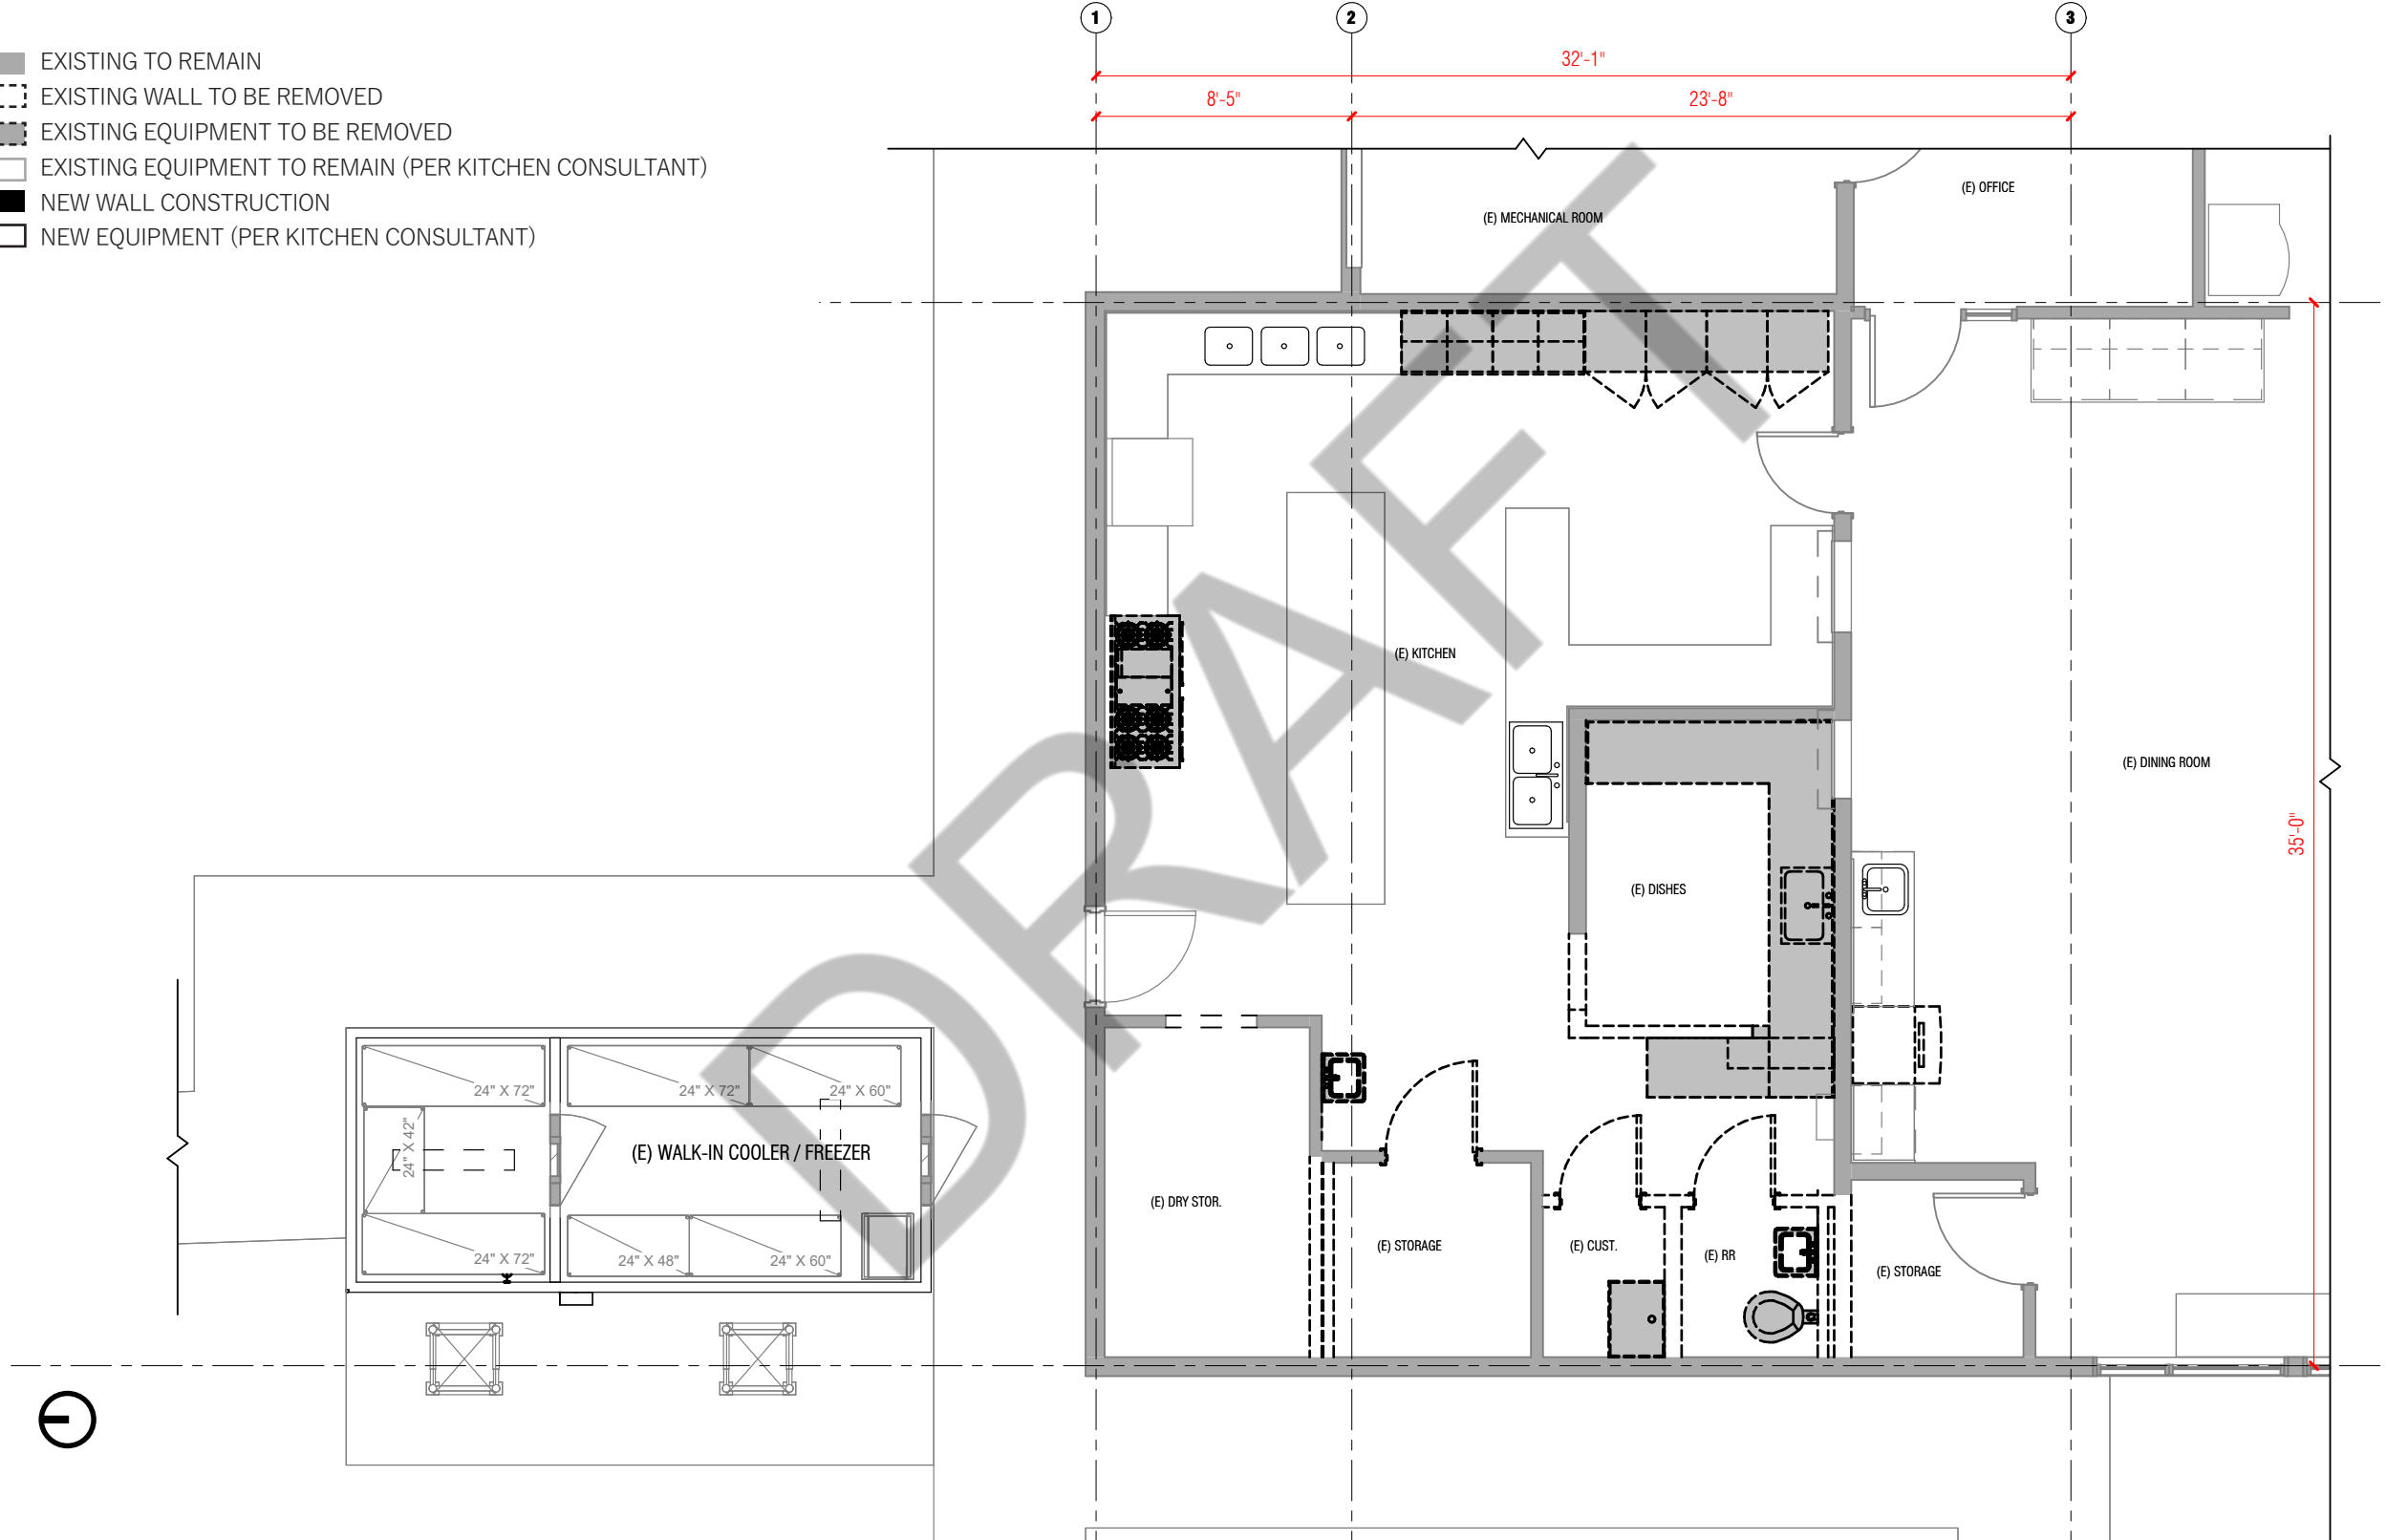 1
2
3
EXISTING TO REMAIN
EXISTING WALL TO BE REMOVED
EXISTING EQUIPMENT TO BE REMOVED
EXISTING EQUIPMENT TO REMAIN (PER KITCHEN CONSULTANT)
NEW WALL CONSTRUCTION
NEW EQUIPMENT (PER KITCHEN CONSULTANT)
32'-1"
8'-5"
23'-8"
(E) OFFICE
(E) MECHANICAL ROOM
(E) KITCHEN
(E) DINING ROOM
35'-0"
(E) DISHES
DRAFT
24" X 72"
24" X 72"
24" X 60"
24" X 42"
(E) WALK-IN COOLER / FREEZER
24" X 72"
24" X 48"
24" X 60"
(E) DRY STOR.
(E) STORAGE
(E) CUST.
(E) RR
(E) STORAGE